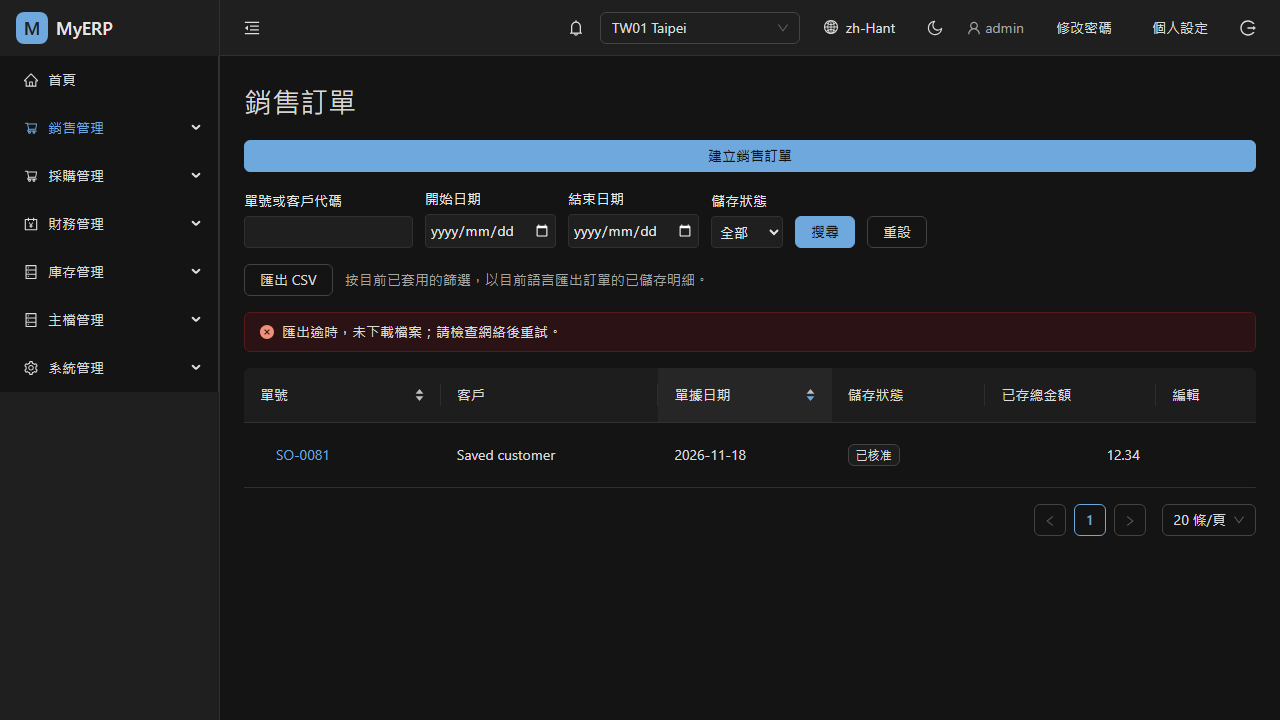 M MyERP
TW01 Taipei
zh-Hant
admin
修改密碼
個人設定
首頁
銷售管理
採購管理
財務管理
庫存管理
主檔管理
系統管理
銷售訂單
建立銷售訂單
單號或客戶代碼
開始日期
結束日期
儲存狀態
yyyy/mm/dd
yyyy/mm/dd
全部
搜尋
重設
匯出 CSV
按目前已套用的篩選，以目前語言匯出訂單的已儲存明細。
匯出逾時，未下載檔案；請檢查網絡後重試。
單號 客戶 單據日期 儲存狀態 已存總金額 編輯
SO-0081 Saved customer 2026-11-18 已核准 12.34
1
20 條/頁